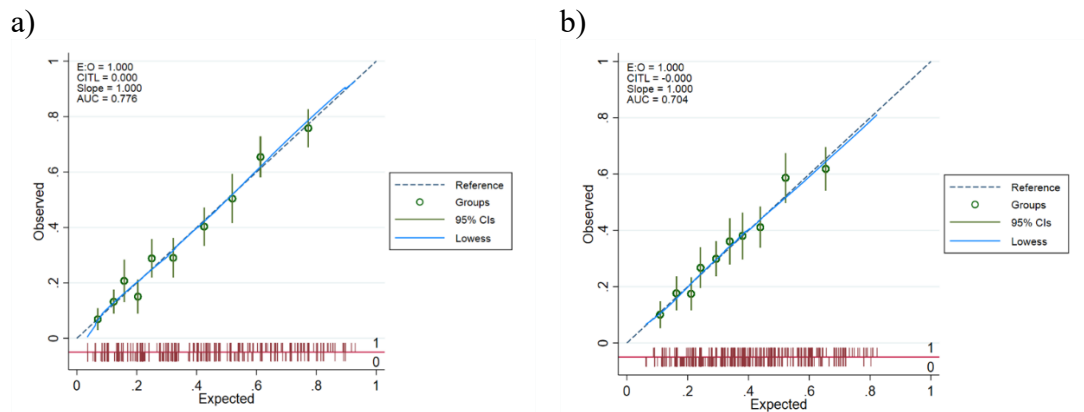 a)
E:O = 1.000
CITL = 0.000
Slope = 1.000
AUC = 0.776
1
.8
.6
.4
.2
0
Observed
1
0
0
.2
.4
.6
.8
1
Expected
Reference
Groups
95% CIs
Lowess
b)
E:O = 1.000
CITL = -0.000
Slope = 1.000
AUC = 0.704
1
.8
.6
.4
.2
0
Observed
1
0
0
.2
.4
.6
.8
1
Expected
Reference
Groups
95% CIs
Lowess